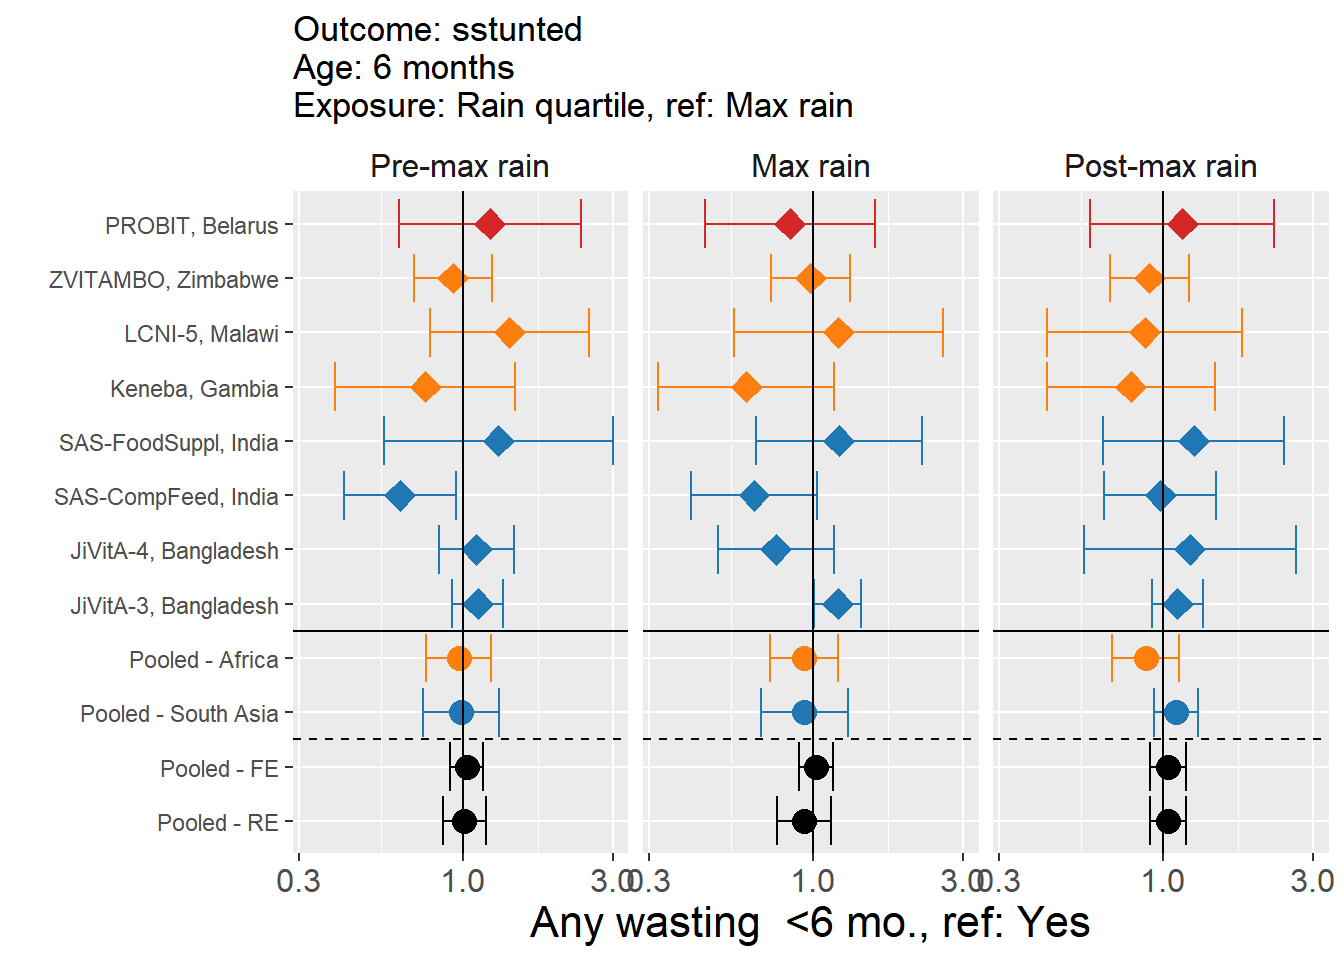 Outcome: sstunted
Age: 6 months
Exposure: Rain quartile, ref: Max rain
Pre-max rain
Max rain
Post-max rain
PROBIT, Belarus
ZVITAMBO, Zimbabwe
LCNI-5, Malawi
Keneba, Gambia
SAS-FoodSuppl, India
SAS-CompFeed, India
JiVitA-4, Bangladesh
JiVitA-3, Bangladesh
Pooled - Africa
Pooled - South Asia
Pooled - FE
Pooled - RE
0.3 1.0 3.0 0.3 1.0 3.0 0.3 1.0 3.0
Any wasting  <6 mo., ref: Yes